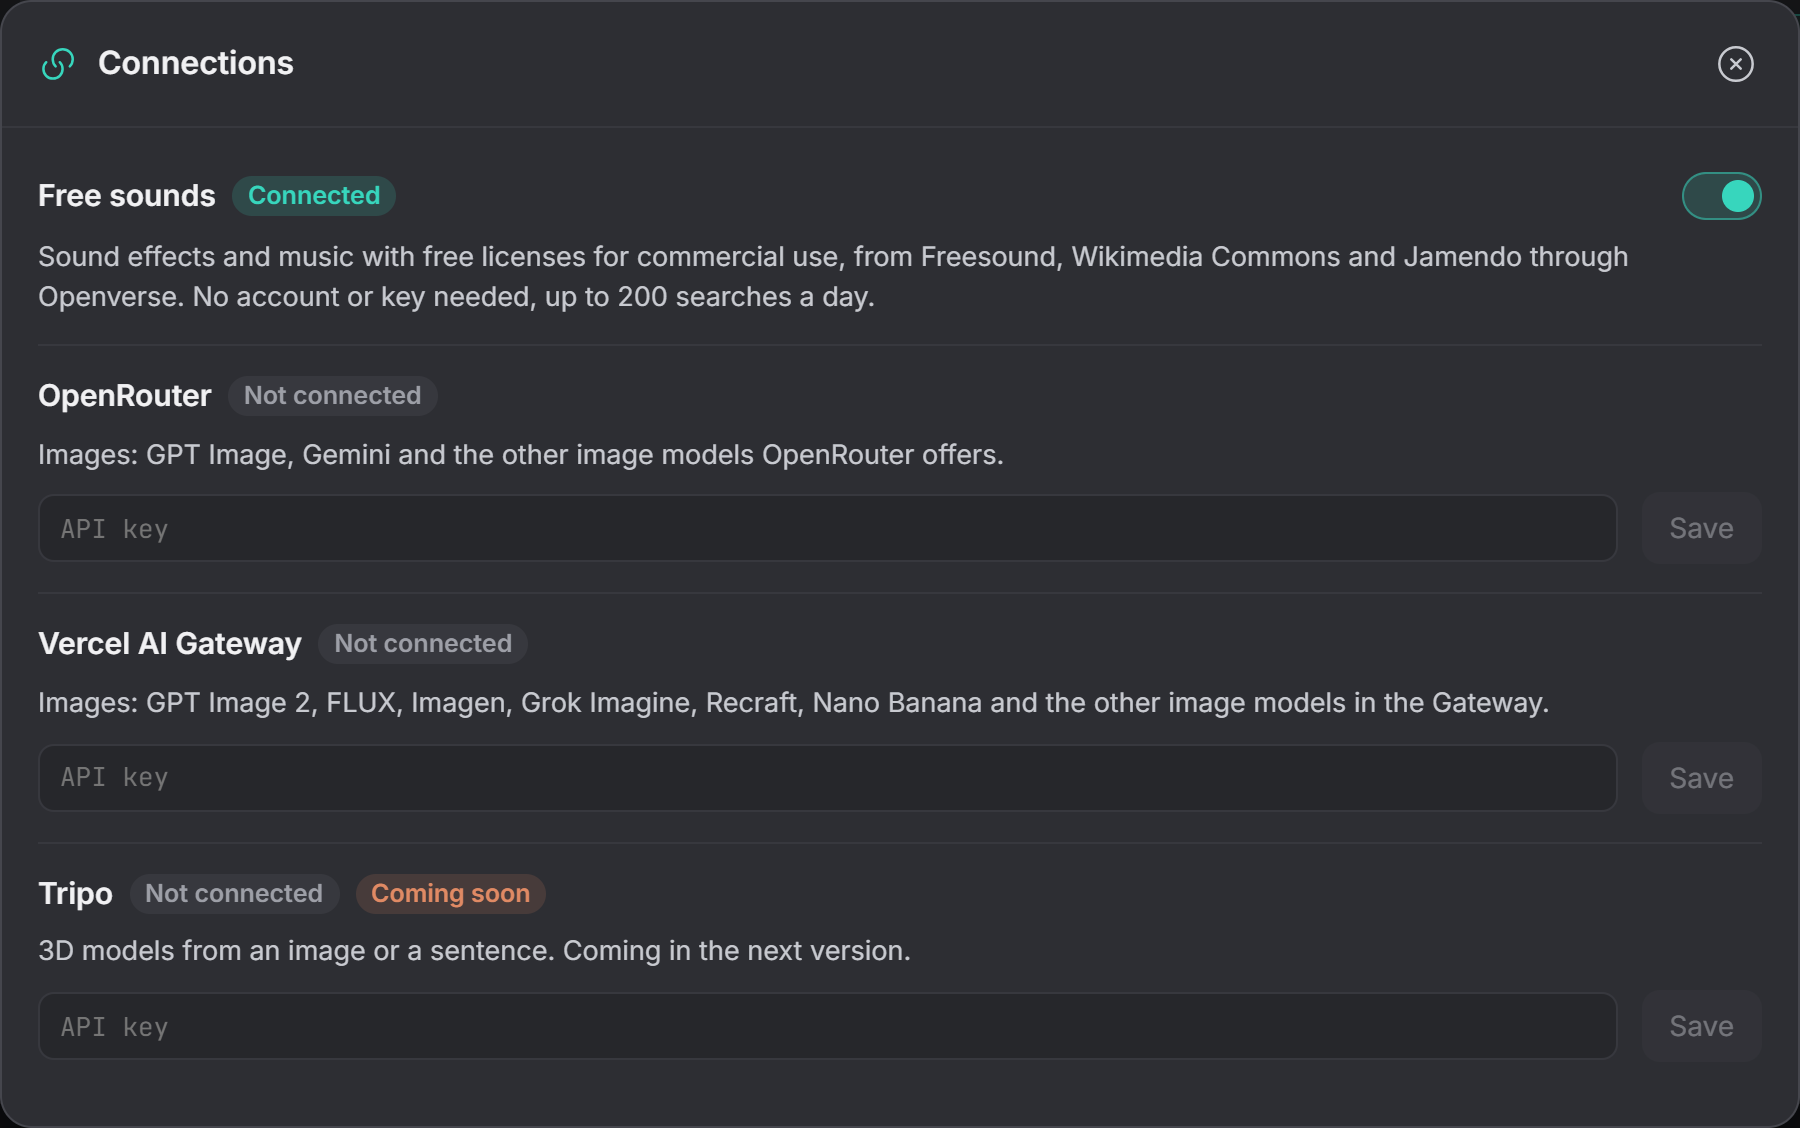 Connections
Free sounds Connected
Sound effects and music with free licenses for commercial use, from Freesound, Wikimedia Commons and Jamendo through
Openverse. No account or key needed, up to 200 searches a day.
OpenRouter Not connected
Images: GPT Image, Gemini and the other image models OpenRouter offers.
API key Save
Vercel AI Gateway Not connected
Images: GPT Image 2, FLUX, Imagen, Grok Imagine, Recraft, Nano Banana and the other image models in the Gateway.
API key Save
Tripo Not connected Coming soon
3D models from an image or a sentence. Coming in the next version.
API key Save